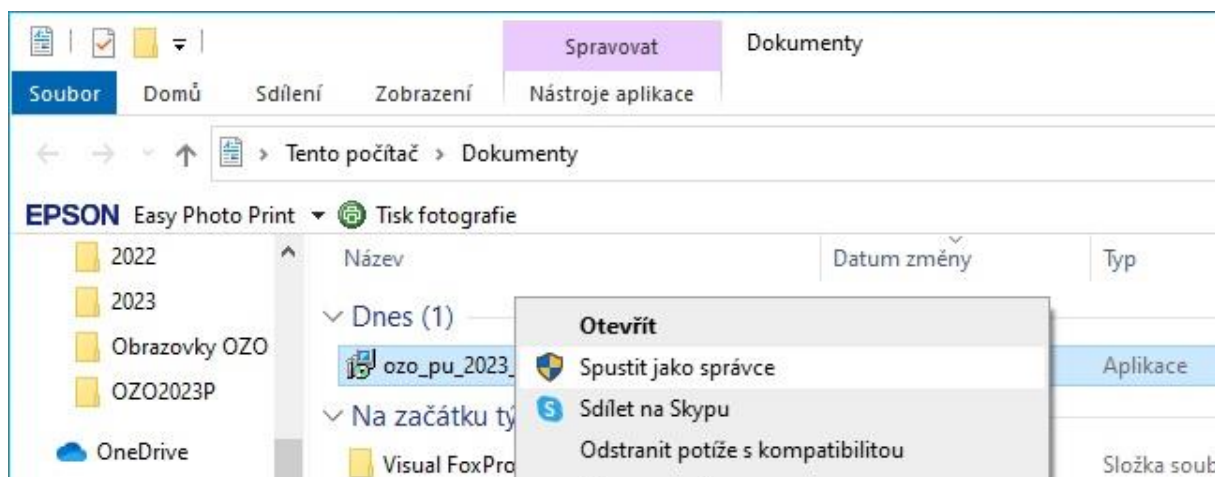 Spravovat Dokumenty
Soubor Domů Sdílení Zobrazení Nástroje aplikace
Tento počítač › Dokumenty
EPSON Easy Photo Print Tisk fotografie
2022 Název Datum změny Typ
2023
Dnes (1) Otevřít
Obrazovky OZO
ozo_pu_2023_ Spustit jako správce Aplikace
OZO2023P
Na začátku tý Sdílet na Skypu
OneDrive
Visual FoxPro Odstranit potíže s kompatibilitou Složka soub